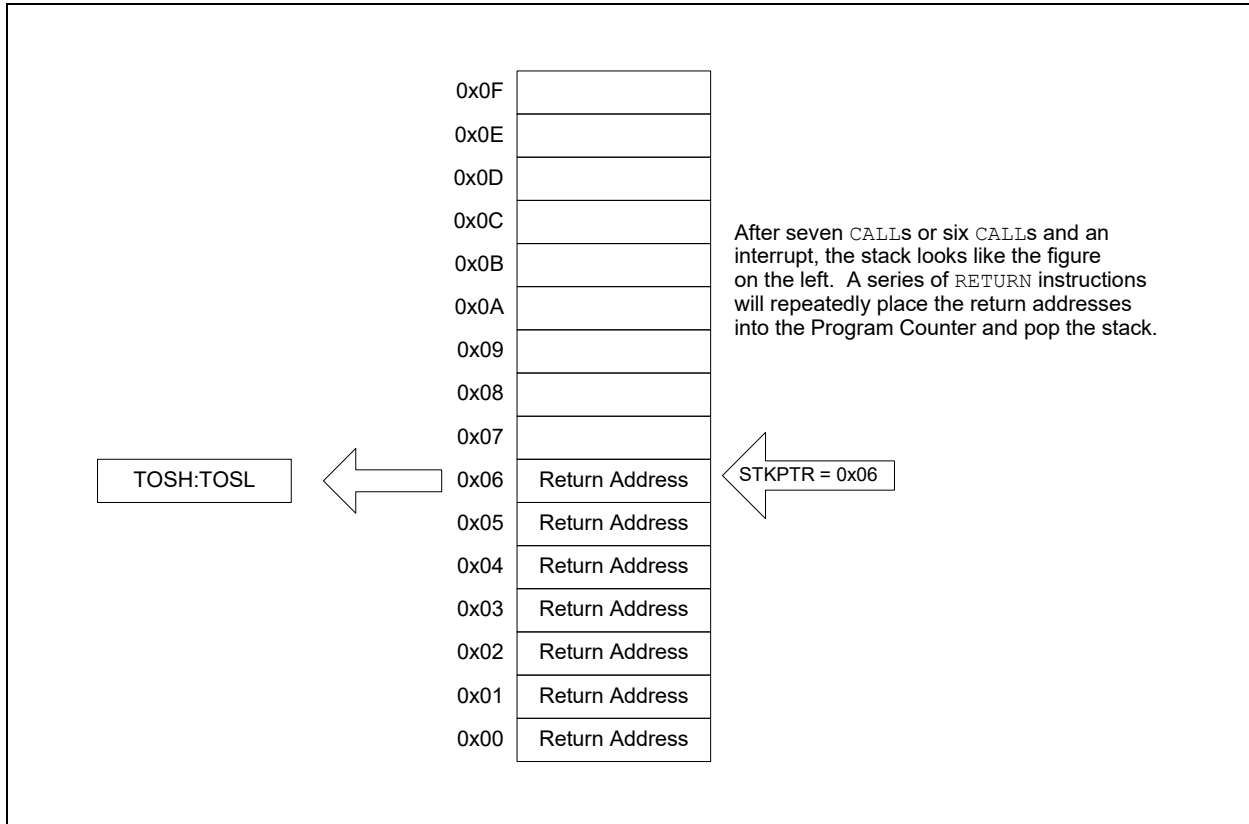 0x0F
0x0E
0x0D
0x0C
0x0B
0x0A
0x09
0x08
0x07
After seven CALLs or six CALLs and an
interrupt, the stack looks like the figure
on the left. A series of RETURN instructions
will repeatedly place the return addresses
into the Program Counter and pop the stack.
TOSH:TOSL
0x06 Return Address
STKPTR = 0x06
0x05 Return Address
0x04 Return Address
0x03 Return Address
0x02 Return Address
0x01 Return Address
0x00 Return Address